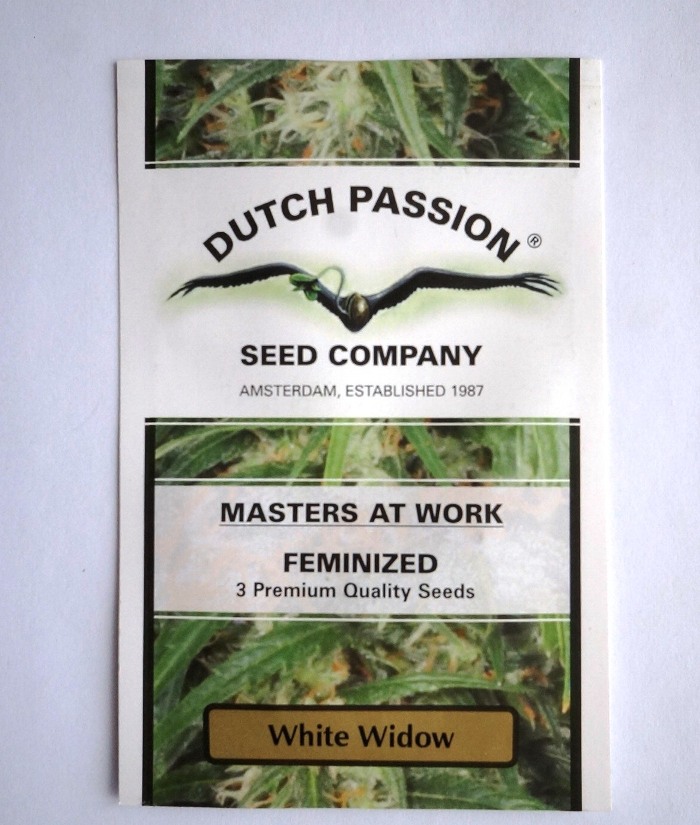 DUTCH PASSION®
SEED COMPANY
AMSTERDAM, ESTABLISHED 1987
MASTERS AT WORK
FEMINIZED
3 Premium Quality Seeds
White Widow